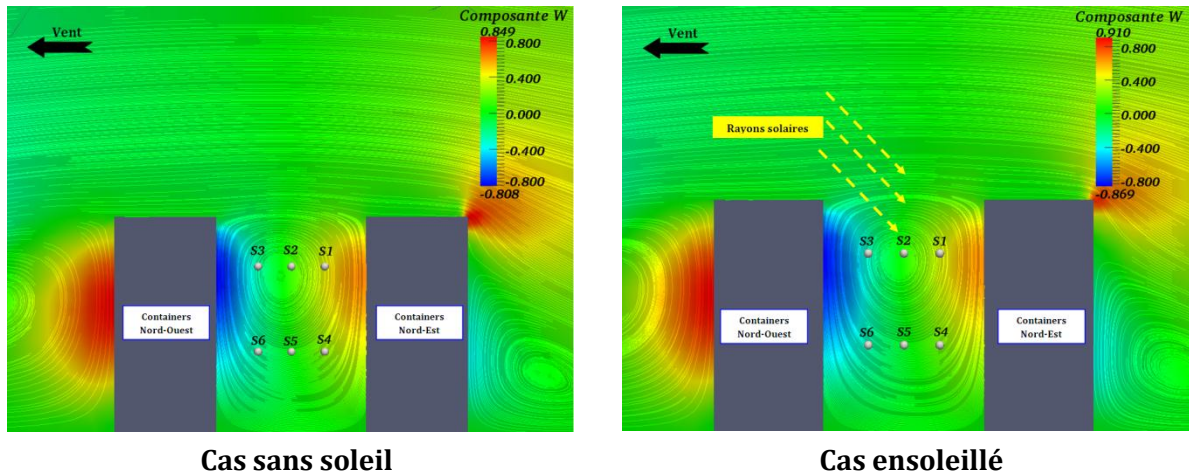 Composante W
0.849
0.800
0.400
0.000
-0.400
-0.800
-0.808
Vent
S3 S2 S1
Containers
Nord-Ouest
Containers
Nord-Est
S6 S5 S4
Cas sans soleil
Composante W
0.910
0.800
0.400
0.000
-0.400
-0.800
-0.869
Vent
Rayons solaires
S3 S2 S1
Containers
Nord-Ouest
Containers
Nord-Est
S6 S5 S4
Cas ensoleillé